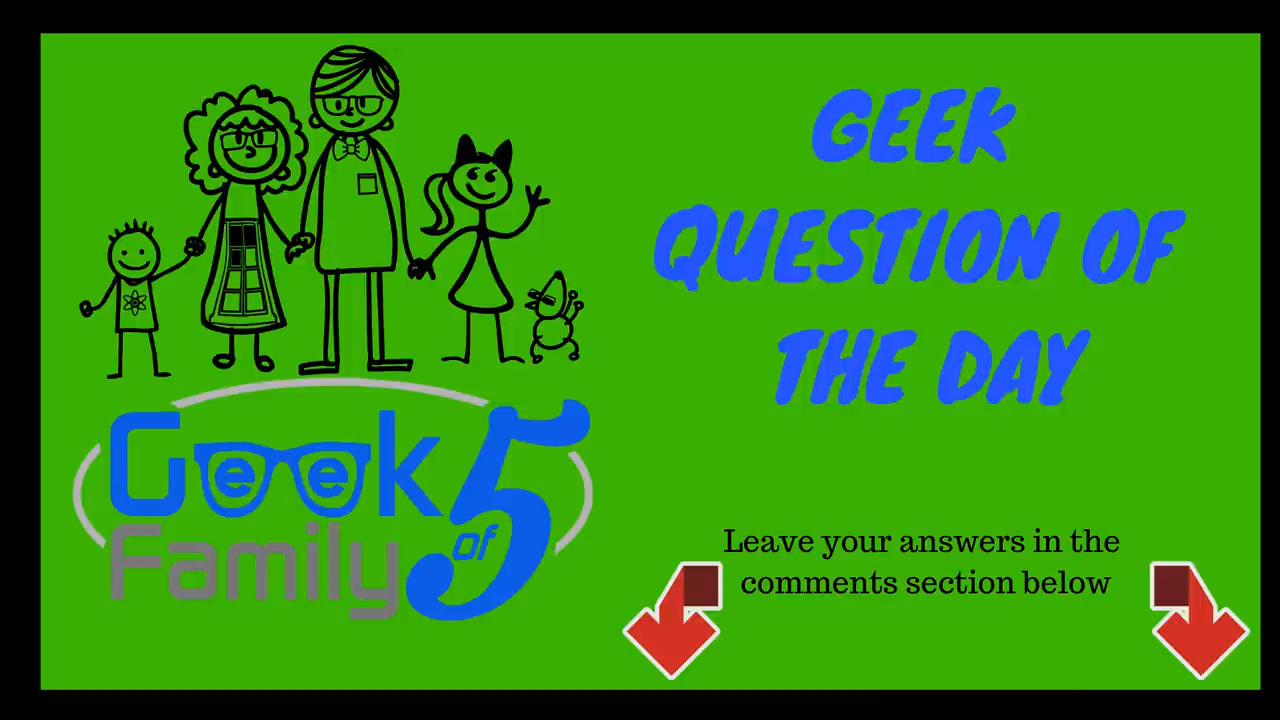 GEEK
QUESTION OF
THE DAY
Geek
Family of 5
Leave your answers in the
comments section below